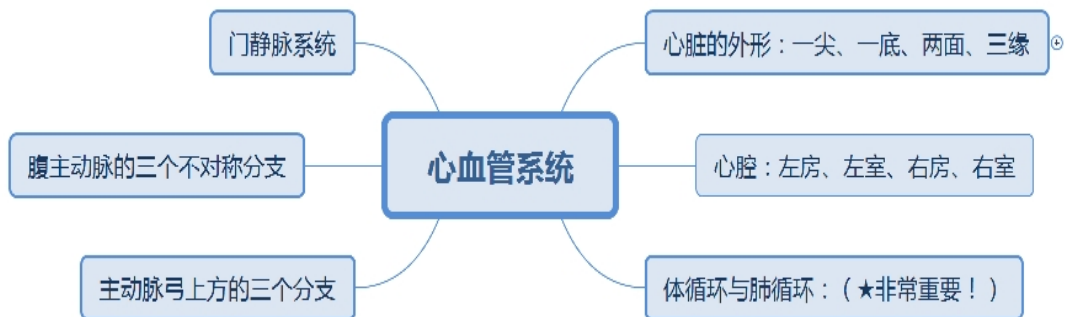 门静脉系统
心脏的外形：一尖、一底、两面、三缘
心血管系统
腹主动脉的三个不对称分支
心腔：左房、左室、右房、右室
主动脉弓上方的三个分支
体循环与肺循环：（★非常重要！）